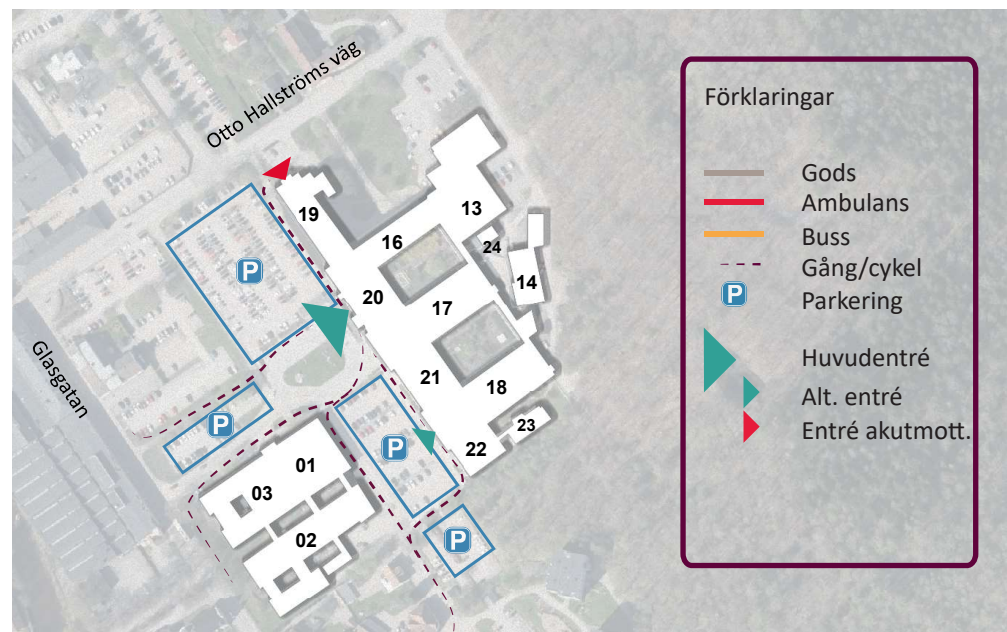 Otto Hallströms väg
Glasgatan
19
13
16
24
14
20
17
21
18
23
22
01
03
02
P
P
P
P
Förklaringar
Gods
Ambulans
Buss
Gång/cykel
P Parkering
Huvudentré
Alt. entré
Entré akutmott.